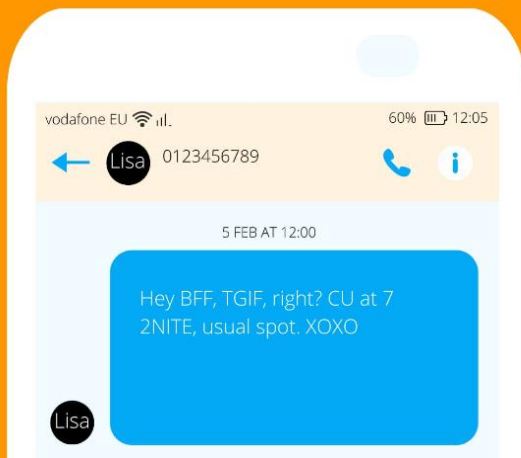 vodafone EU 60% 12:05
Lisa 0123456789
5 FEB AT 12:00
Hey BFF, TGIF, right? CU at 7
2NITE, usual spot. XOXO
Lisa